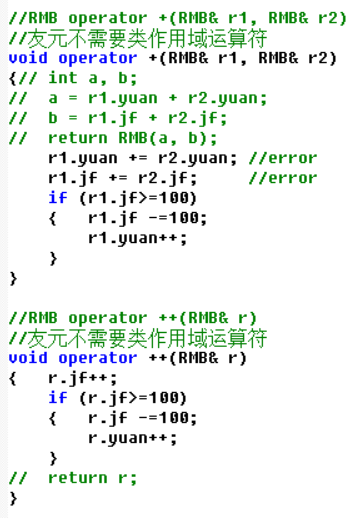 //RMB operator +(RMB& r1, RMB& r2)
//友元不需要类作用域运算符
void operator +(RMB& r1, RMB& r2)
{// int a, b;
//  a = r1.yuan + r2.yuan;
//  b = r1.jf + r2.jf;
//  return RMB(a, b);
    r1.yuan += r2.yuan; //error
    r1.jf += r2.jf;     //error
    if (r1.jf>=100)
    {   r1.jf -=100;
        r1.yuan++;
    }
}

//RMB operator ++(RMB& r)
//友元不需要类作用域运算符
void operator ++(RMB& r)
{   r.jf++;
    if (r.jf>=100)
    {   r.jf -=100;
        r.yuan++;
    }
//  return r;
}